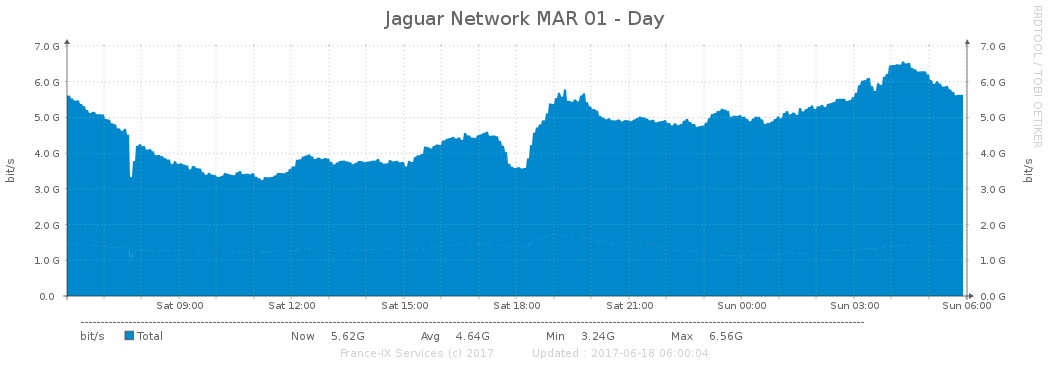 Jaguar Network MAR 01 - Day
RRDTOOL / TOBI OETIKER
7.0 G 7.0 G
6.0 G 6.0 G
5.0 G 5.0 G
4.0 G 4.0 G
3.0 G 3.0 G
2.0 G 2.0 G
1.0 G 1.0 G
0.0 0.0 G
bit/s
bit/s
Sat 09:00 Sat 12:00 Sat 15:00 Sat 18:00 Sat 21:00 Sun 00:00 Sun 03:00 Sun 06:00
bit/s Total Now 5.62G Avg 4.64G Min 3.24G Max 6.56G
France-IX Services (c) 2017 Updated : 2017-06-18 06:00:04